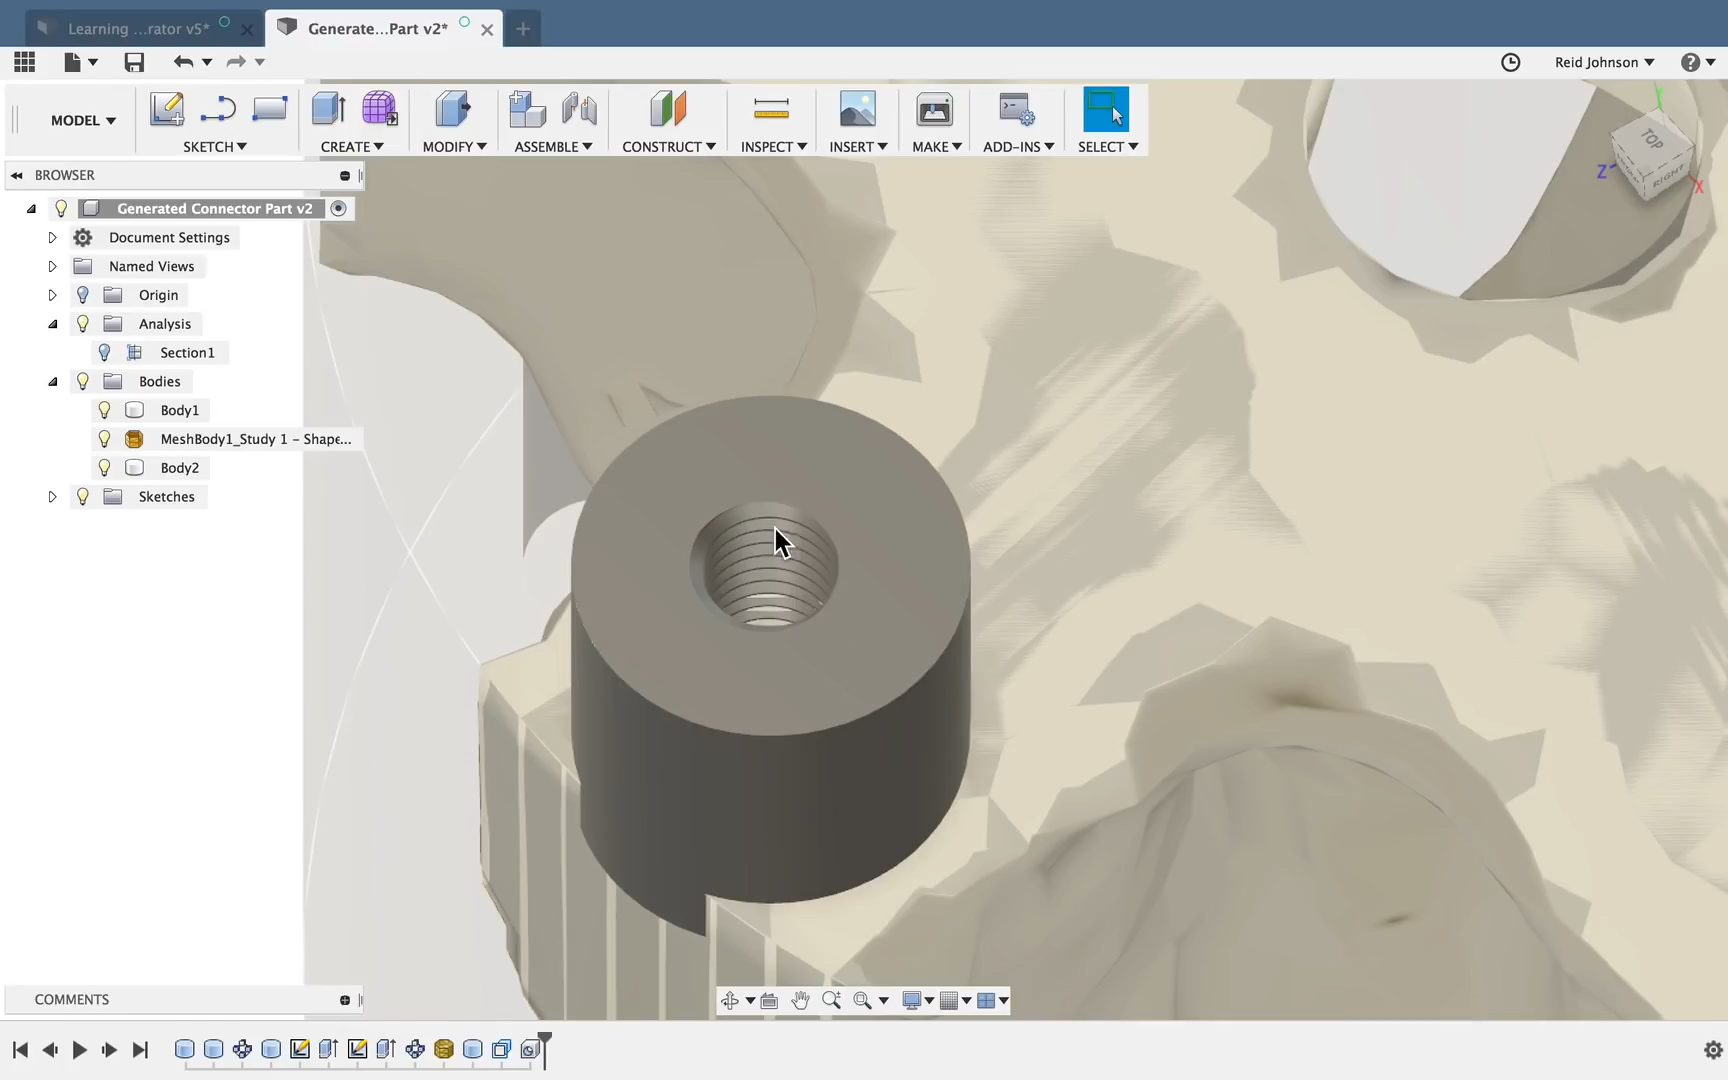 Learning ...rator v5*
Generate...Part v2*
Reid Johnson
MODEL
SKETCH
CREATE
MODIFY
ASSEMBLE
CONSTRUCT
INSPECT
INSERT
MAKE
ADD-INS
SELECT
BROWSER
Generated Connector Part v2
Document Settings
Named Views
Origin
Analysis
Section1
Bodies
Body1
MeshBody1_Study 1 - Shape...
Body2
Sketches
Y
TOP
RIGHT
Z
X
COMMENTS